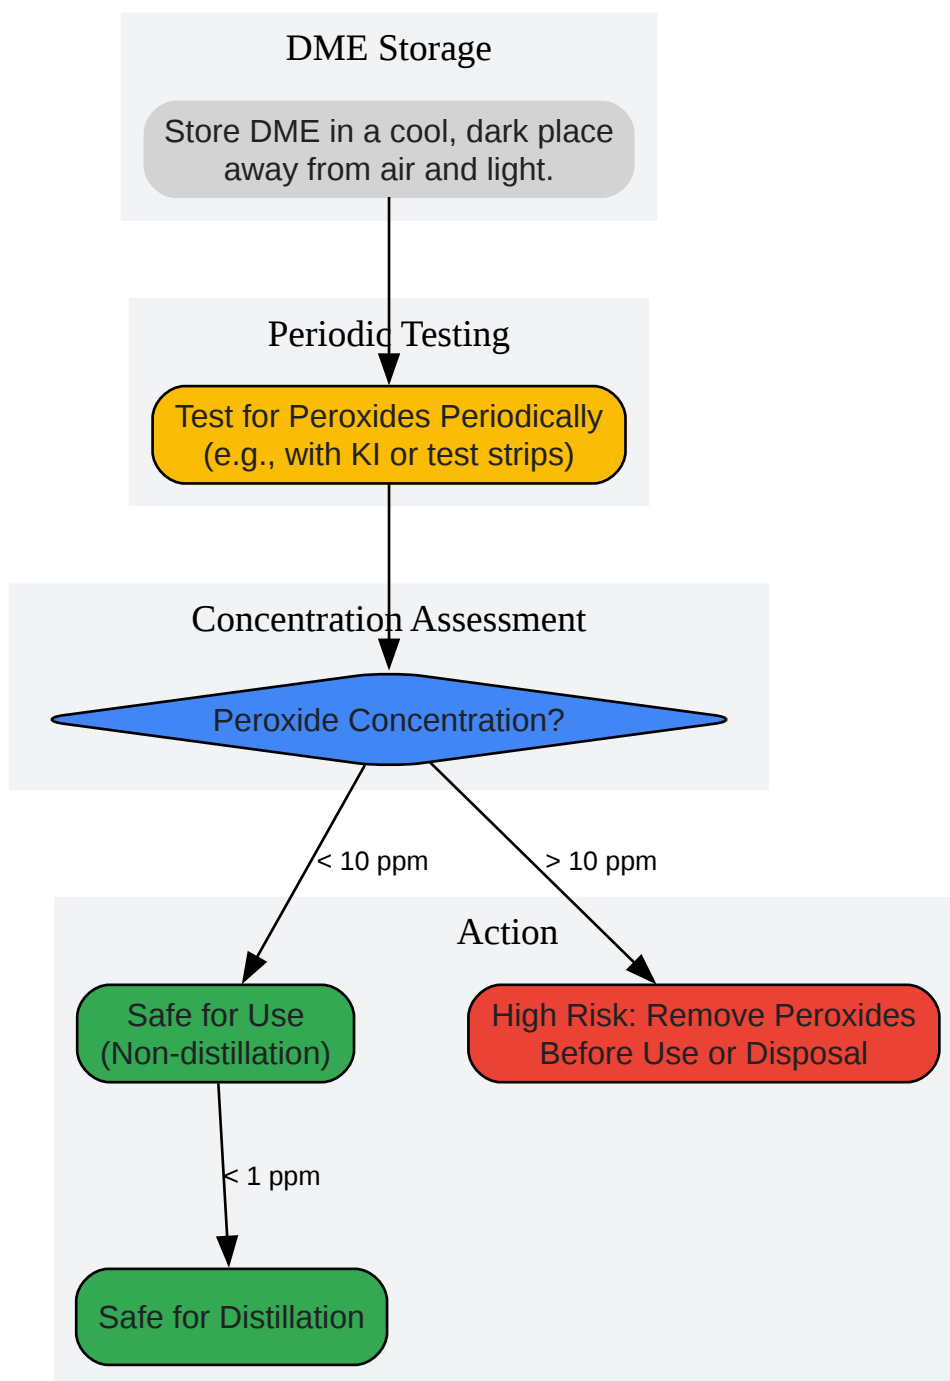 DME Storage
Store DME in a cool, dark place
away from air and light.
Periodic Testing
Test for Peroxides Periodically
(e.g., with KI or test strips)
Concentration Assessment
Peroxide Concentration?
< 10 ppm
> 10 ppm
Action
Safe for Use
(Non-distillation)
High Risk: Remove Peroxides
Before Use or Disposal
< 1 ppm
Safe for Distillation